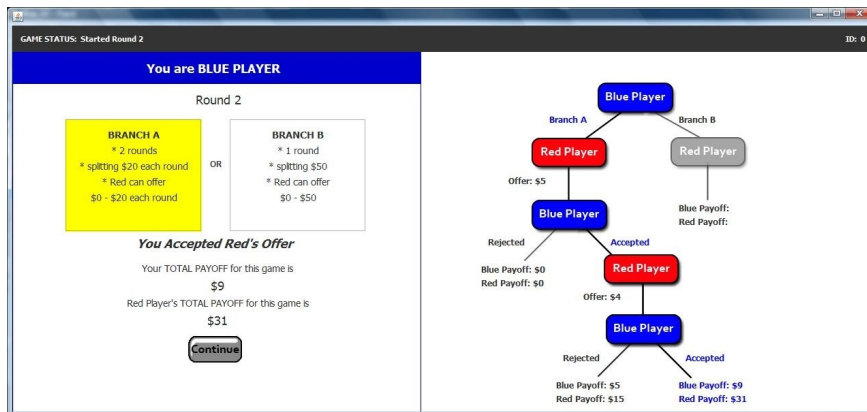 GAME STATUS: Started Round 2
ID: 0
You are BLUE PLAYER
Round 2
BRANCH A
* 2 rounds
* splitting $20 each round
* Red can offer
$0 - $20 each round
OR
BRANCH B
* 1 round
* splitting $50
* Red can offer
$0 - $50
You Accepted Red's Offer
Your TOTAL PAYOFF for this game is
$9
Red Player's TOTAL PAYOFF for this game is
$31
Continue
Blue Player
Branch A
Branch B
Red Player
Red Player
Offer: $5
Blue Payoff:
Red Payoff:
Blue Player
Rejected
Accepted
Blue Payoff: $0
Red Payoff: $0
Red Player
Offer: $4
Blue Player
Rejected
Accepted
Blue Payoff: $5
Red Payoff: $15
Blue Payoff: $9
Red Payoff: $31